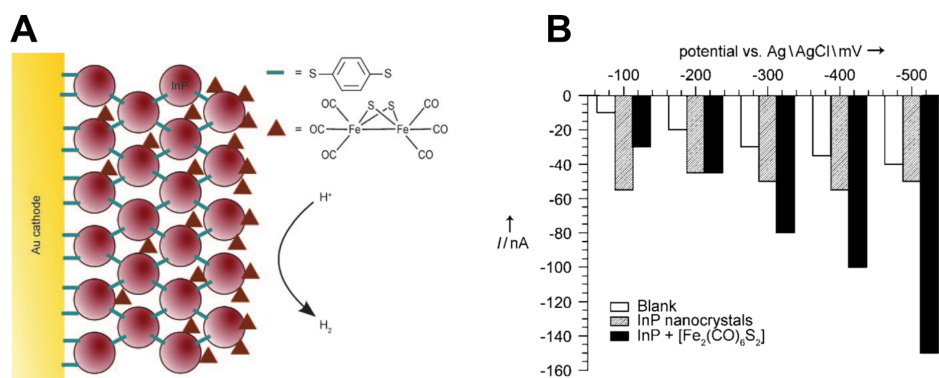 A
Au cathode
InP
= S S
= S S
OC CO
OC Fe Fe CO
OC CO
H⁺
H₂
B
potential vs. Ag\AgCl\mV →
-100 -200 -300 -400 -500
0
-20
-40
-60
-80
-100
-120
-140
-160
I/nA →
Blank
InP nanocrystals
InP + [Fe₂(CO)₆S₂]